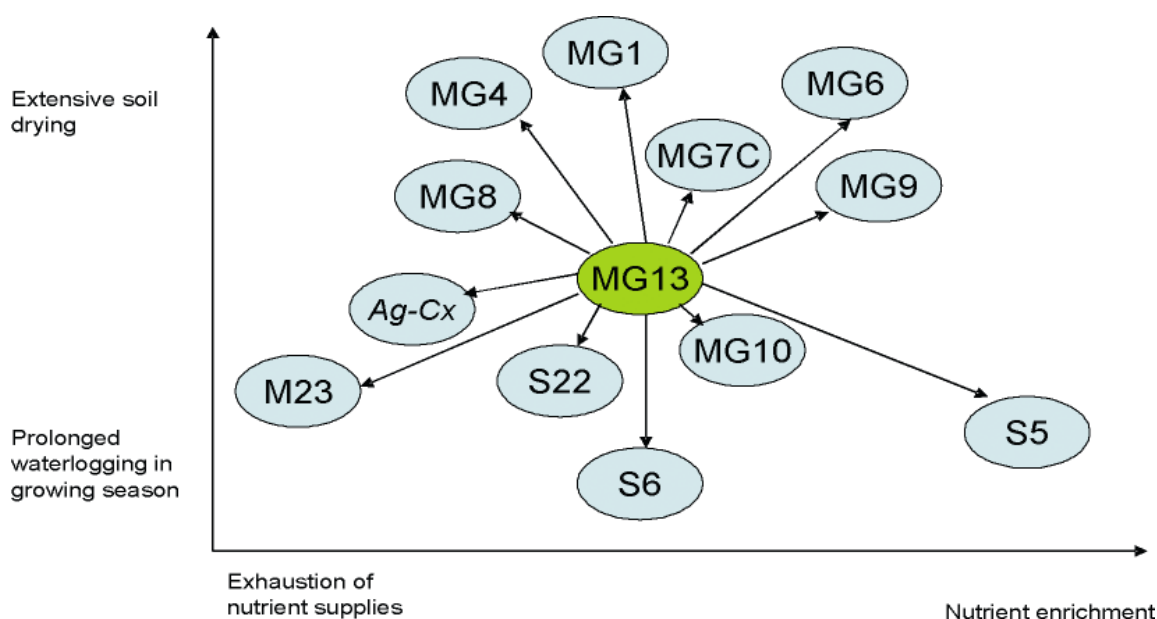 MG1
MG4
MG6
Extensive soil
drying
MG7C
MG9
MG8
MG13
Ag-Cx
MG10
S22
M23
S5
Prolonged
waterlogging in
growing season
S6
Exhaustion of
nutrient supplies
Nutrient enrichment